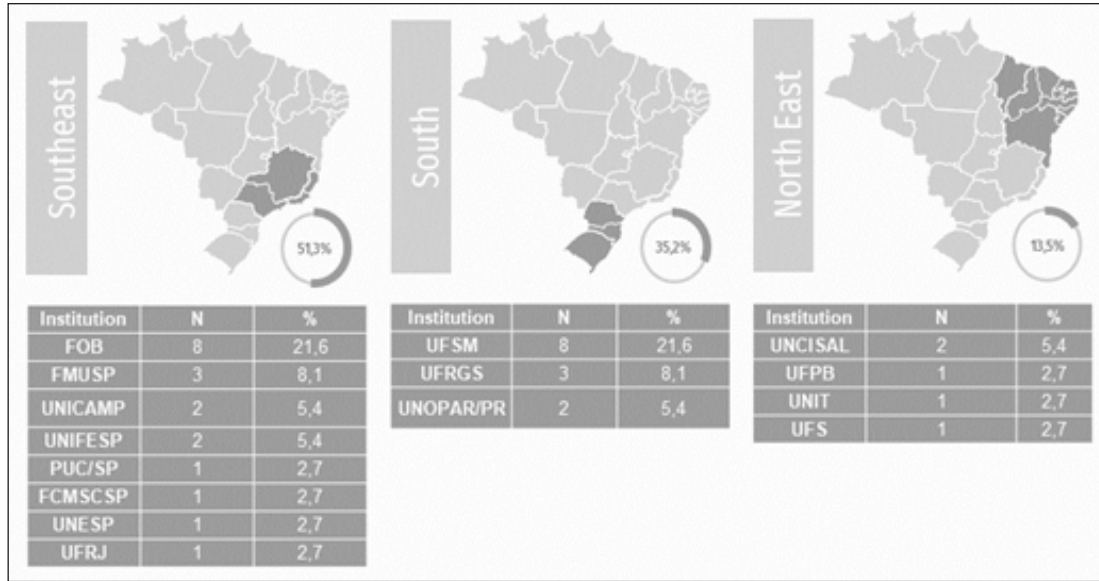 Southeast
51,3%
Institution N %
FOB 8 21,6
FMUSP 3 8,1
UNICAMP 2 5,4
UNIFESP 2 5,4
PUC/SP 1 2,7
FCMSCSP 1 2,7
UNESP 1 2,7
UFRJ 1 2,7
South
35,2%
Institution N %
UFSM 8 21,6
UFRGS 3 8,1
UNOPAR/PR 2 5,4
North East
13,5%
Institution N %
UNCISAL 2 5,4
UFPB 1 2,7
UNIT 1 2,7
UFS 1 2,7